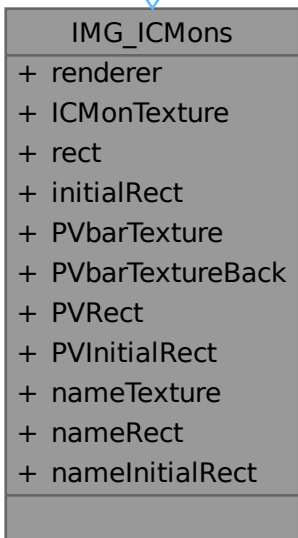 IMG_ICMons
+ renderer
+ ICMonTexture
+ rect
+ initialRect
+ PVbarTexture
+ PVbarTextureBack
+ PVRect
+ PVInitialRect
+ nameTexture
+ nameRect
+ nameInitialRect